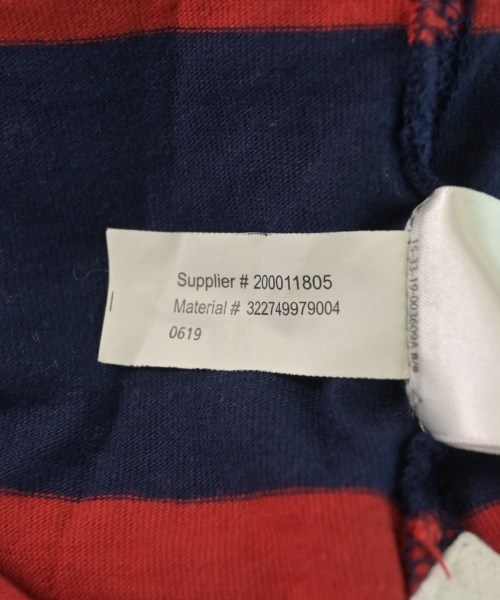 Supplier # 200011805
Material # 322749979004
0619